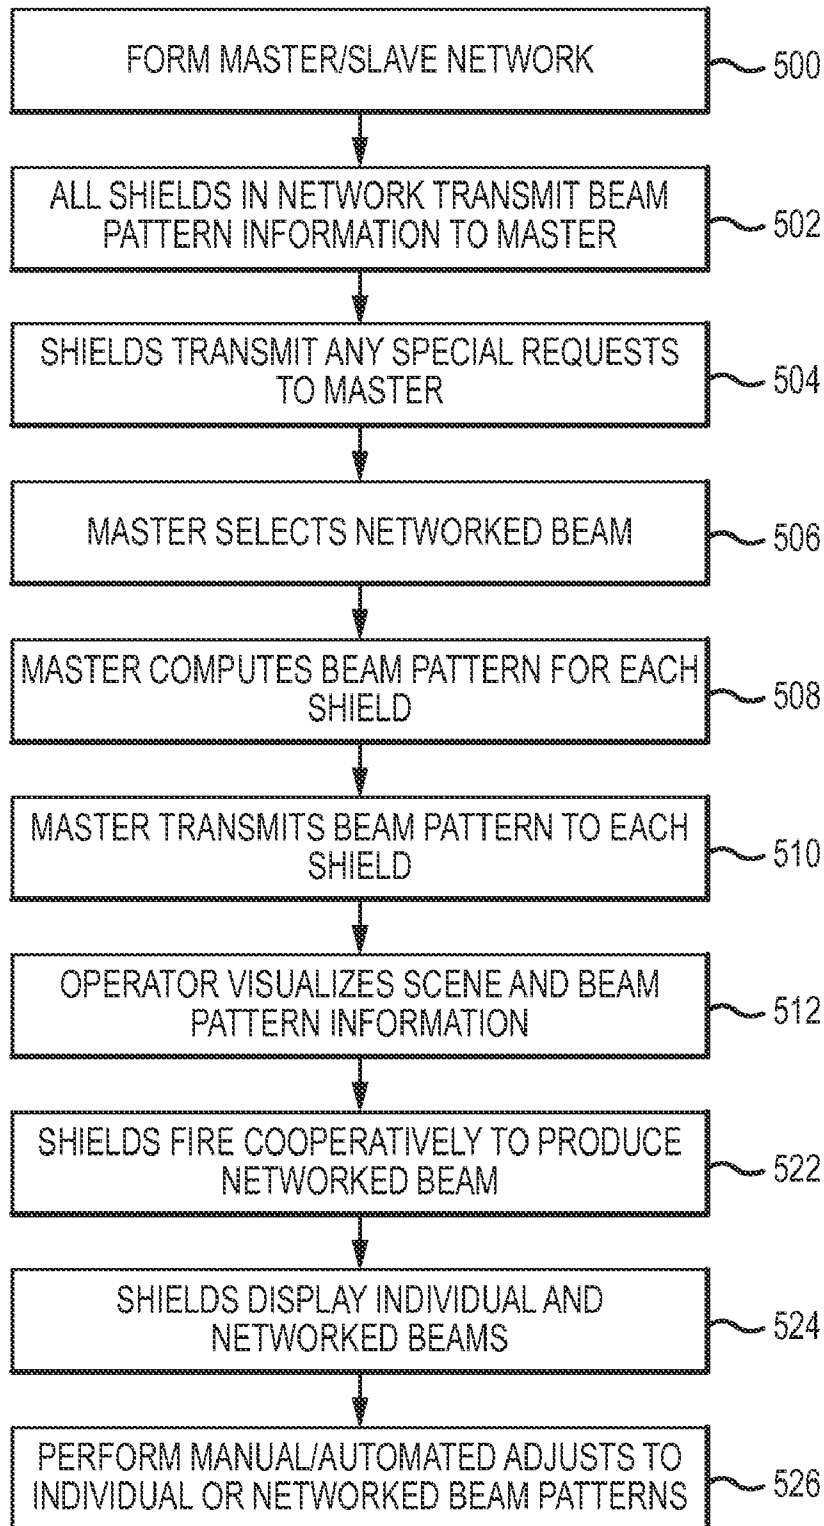 FORM MASTER/SLAVE NETWORK
500
ALL SHIELDS IN NETWORK TRANSMIT BEAM
PATTERN INFORMATION TO MASTER
502
SHIELDS TRANSMIT ANY SPECIAL REQUESTS
TO MASTER
504
MASTER SELECTS NETWORKED BEAM
506
MASTER COMPUTES BEAM PATTERN FOR EACH
SHIELD
508
MASTER TRANSMITS BEAM PATTERN TO EACH
SHIELD
510
OPERATOR VISUALIZES SCENE AND BEAM
PATTERN INFORMATION
512
SHIELDS FIRE COOPERATIVELY TO PRODUCE
NETWORKED BEAM
522
SHIELDS DISPLAY INDIVIDUAL AND
NETWORKED BEAMS
524
PERFORM MANUAL/AUTOMATED ADJUSTS TO
INDIVIDUAL OR NETWORKED BEAM PATTERNS
526